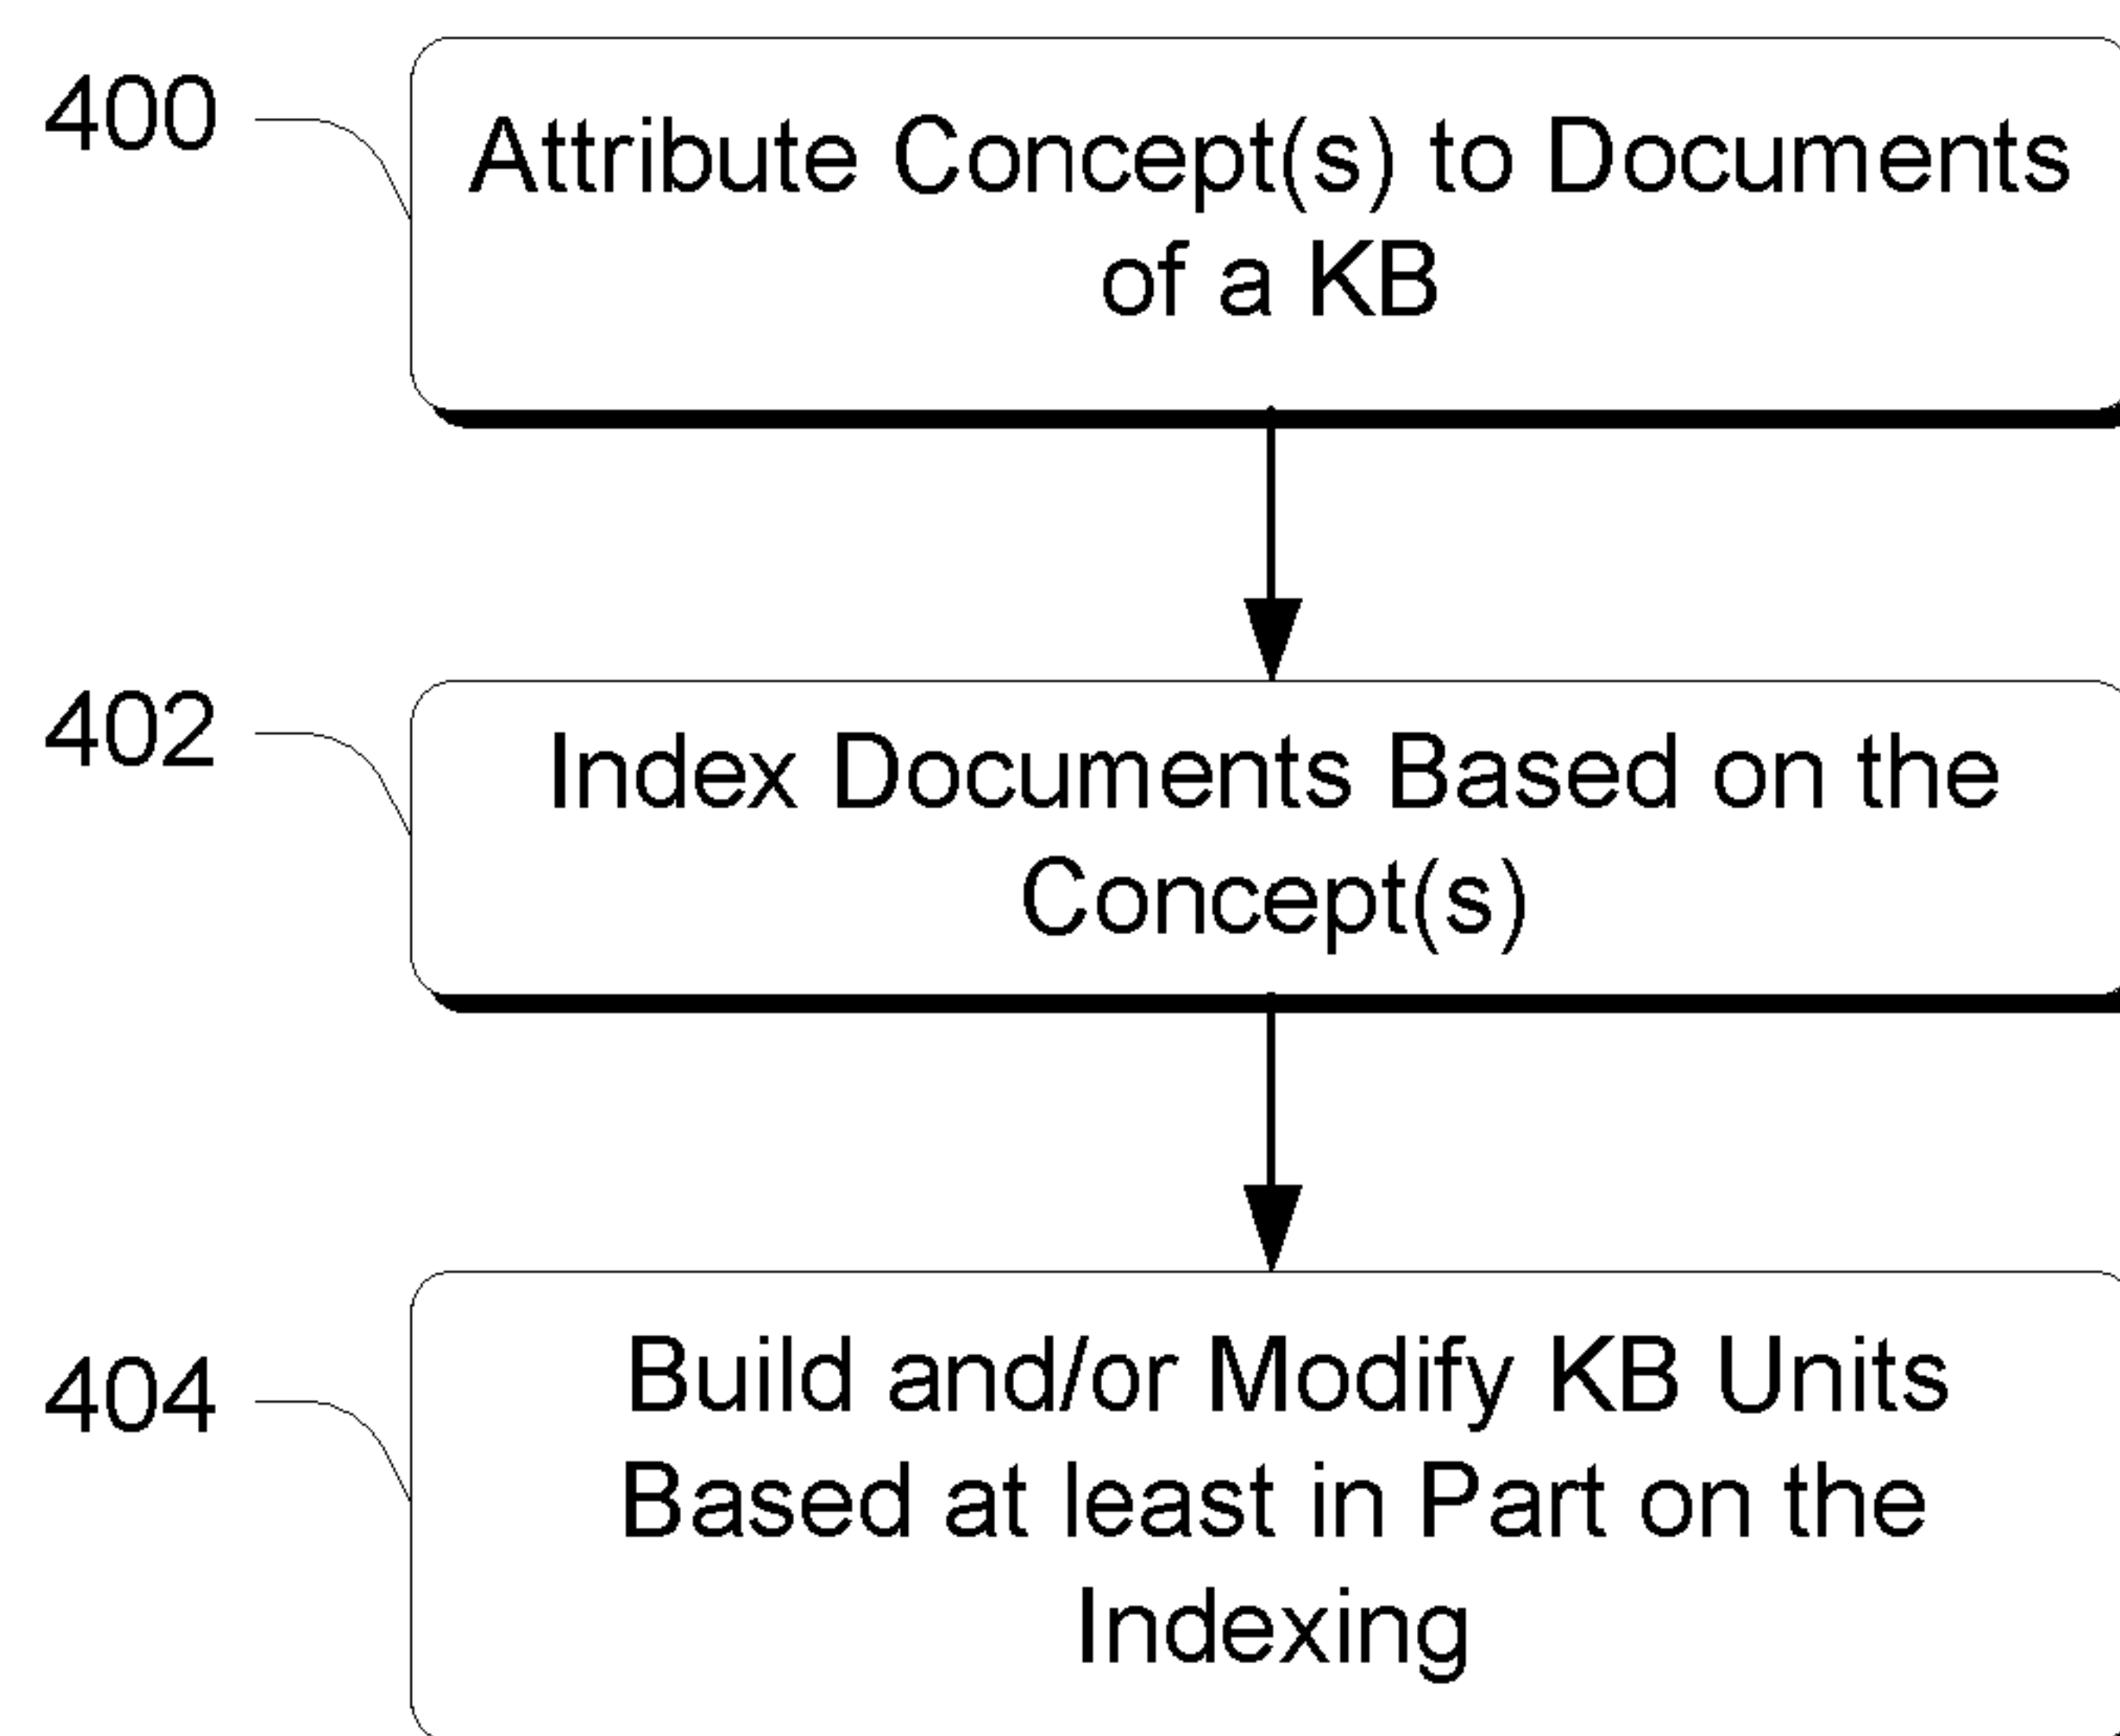 400
Attribute Concept(s) to Documents
of a KB
402
Index Documents Based on the
Concept(s)
404
Build and/or Modify KB Units
Based at least in Part on the
Indexing